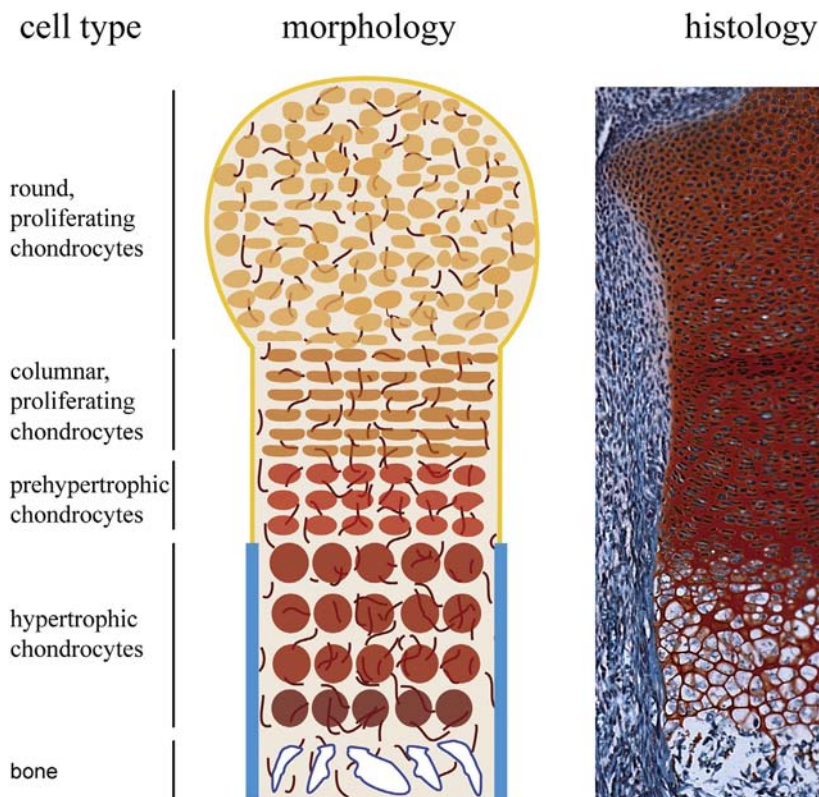 cell type
morphology
histology
round,
proliferating
chondrocytes
columnar,
proliferating
chondrocytes
prehypertrophic
chondrocytes
hypertrophic
chondrocytes
bone